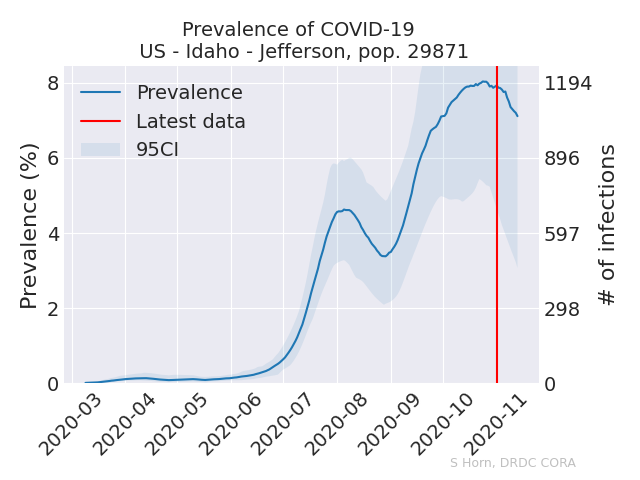 Prevalence of COVID-19
US - Idaho - Jefferson, pop. 29871
Prevalence
Latest data
95CI
Prevalence (%)
8
6
4
2
0
1194
896
597
298
0
# of infections
2020-03
2020-04
2020-05
2020-06
2020-07
2020-08
2020-09
2020-10
2020-11
S Horn, DRDC CORA